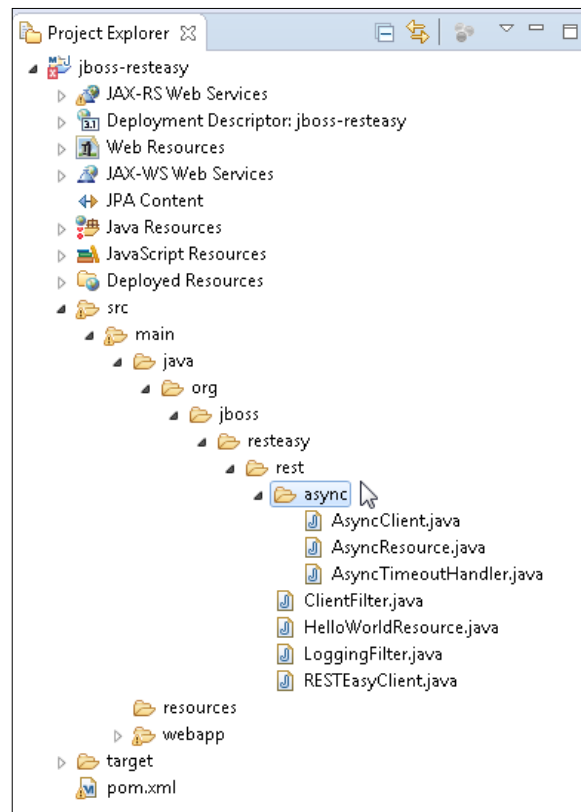 Project Explorer
jboss-resteasy
JAX-RS Web Services
3.1 Deployment Descriptor: jboss-resteasy
Web Resources
JAX-WS Web Services
JPA Content
Java Resources
JavaScript Resources
Deployed Resources
src
main
java
org
jboss
resteasy
rest
async
AsyncClient.java
AsyncResource.java
AsyncTimeoutHandler.java
ClientFilter.java
HelloWorldResource.java
LoggingFilter.java
RESTEasyClient.java
resources
webapp
target
pom.xml